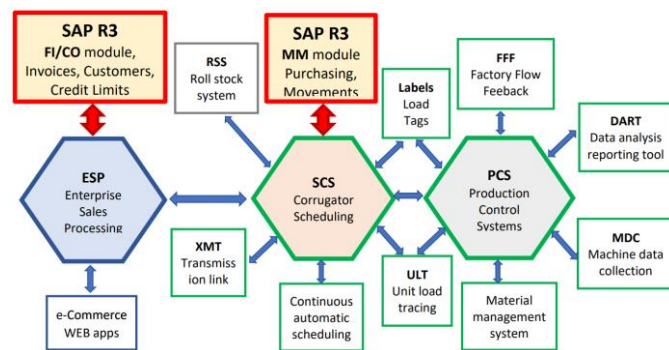 SAP R3
FI/CO module,
Invoices, Customers,
Credit Limits
RSS
Roll stock
system
SAP R3
MM module
Purchasing,
Movements
Labels
Load
Tags
FFF
Factory Flow
Feeback
DART
Data analysis
reporting tool
ESP
Enterprise
Sales
Processing
SCS
Corrugator
Scheduling
PCS
Production
Control
Systems
XMT
Transmiss
ion link
ULT
Unit load
tracing
MDC
Machine data
collection
e-Commerce
WEB apps
Continuous
automatic
scheduling
Material
management
system